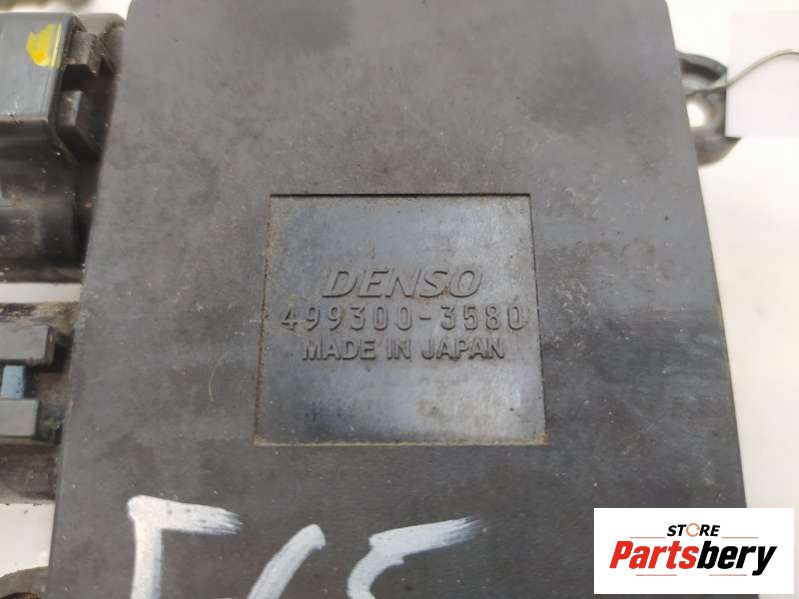 DENSO
499300-3580
MADE IN JAPAN
STORE
Partsbery